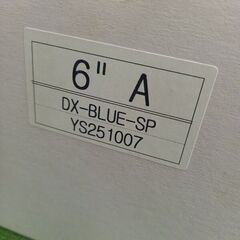 6" A
DX-BLUE-SP
YS251007